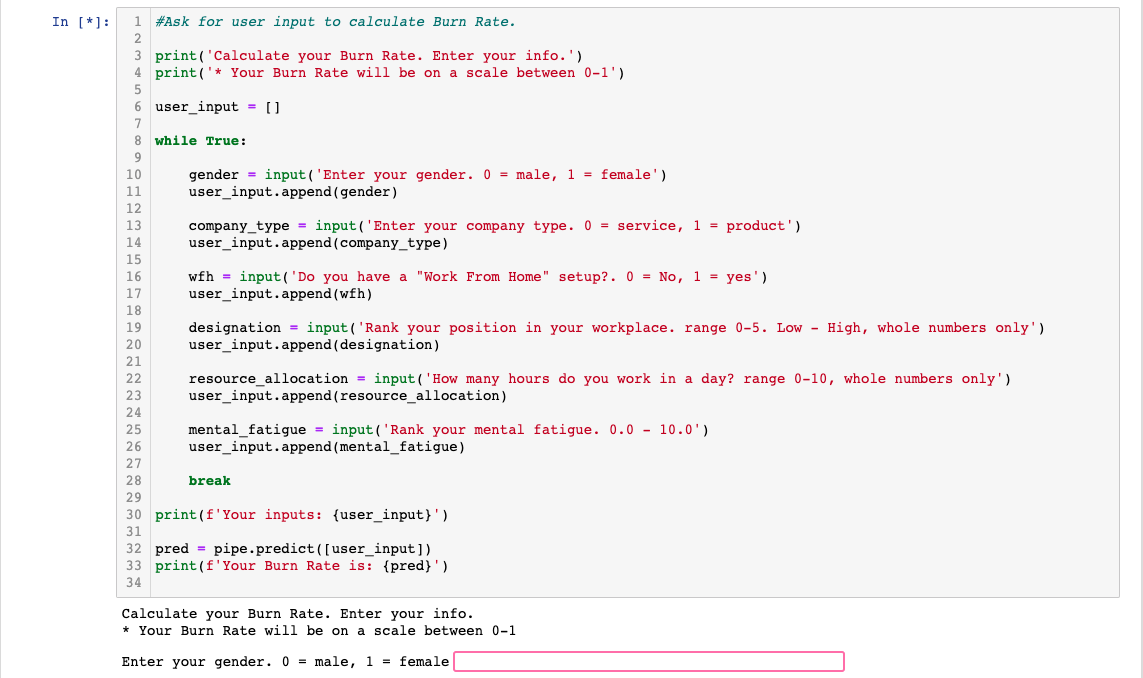 In [*]:
1 #Ask for user input to calculate Burn Rate.
2
3 print('Calculate your Burn Rate. Enter your info.')
4 print('* Your Burn Rate will be on a scale between 0-1')
5
6 user_input = []
7
8 while True:
9
10     gender = input('Enter your gender. 0 = male, 1 = female')
11     user_input.append(gender)
12
13     company_type = input('Enter your company type. 0 = service, 1 = product')
14     user_input.append(company_type)
15
16     wfh = input('Do you have a "Work From Home" setup?. 0 = No, 1 = yes')
17     user_input.append(wfh)
18
19     designation = input('Rank your position in your workplace. range 0-5. Low - High, whole numbers only')
20     user_input.append(designation)
21
22     resource_allocation = input('How many hours do you work in a day? range 0-10, whole numbers only')
23     user_input.append(resource_allocation)
24
25     mental_fatigue = input('Rank your mental fatigue. 0.0 - 10.0')
26     user_input.append(mental_fatigue)
27
28     break
29
30 print(f'Your inputs: {user_input}')
31
32 pred = pipe.predict([user_input])
33 print(f'Your Burn Rate is: {pred}')
34
Calculate your Burn Rate. Enter your info.
* Your Burn Rate will be on a scale between 0-1
Enter your gender. 0 = male, 1 = female